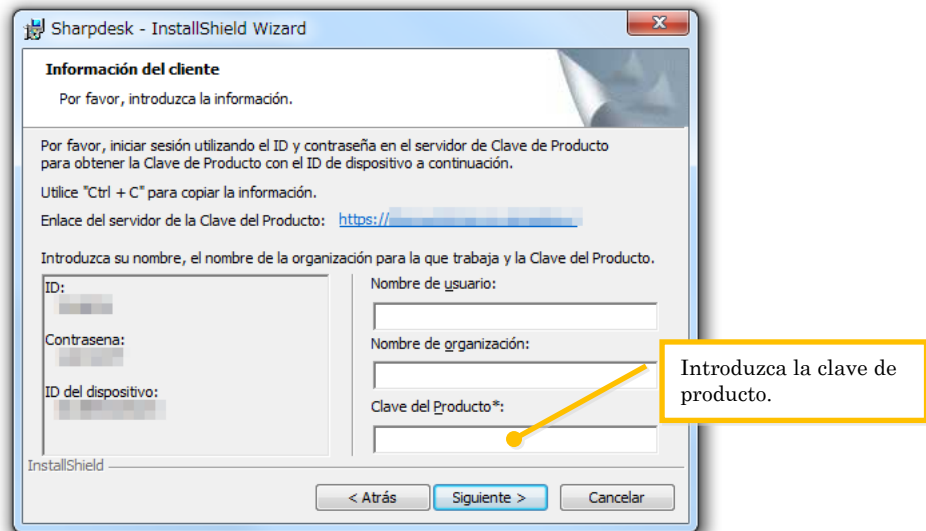 Sharpdesk - InstallShield Wizard
Información del cliente
Por favor, introduzca la información.
Por favor, iniciar sesión utilizando el ID y contraseña en el servidor de Clave de Producto
para obtener la Clave de Producto con el ID de dispositivo a continuación.
Utilice "Ctrl + C" para copiar la información.
Enlace del servidor de la Clave del Producto: https://
Introduzca su nombre, el nombre de la organización para la que trabaja y la Clave del Producto.
ID:
Contrasena:
ID del dispositivo:
Nombre de usuario:
Nombre de organización:
Clave del Producto*:
Introduzca la clave de
producto.
InstallShield
< Atrás
Siguiente >
Cancelar